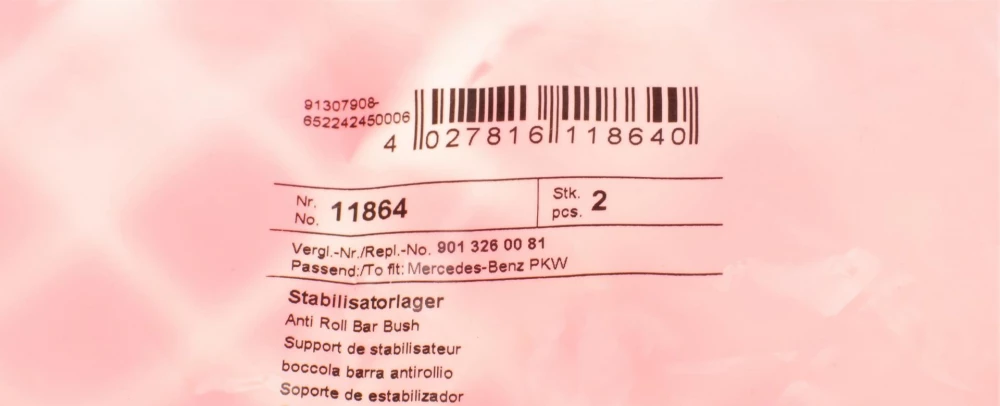 91307908-
652242450006
4 027816 118640
Nr.
No. 11864
Stk.
pcs. 2
Vergl.-Nr./Repl.-No. 901 326 00 81
Passend:/To fit: Mercedes-Benz PKW
Stabilisatorlager
Anti Roll Bar Bush
Support de stabilisateur
boccola barra antirollio
Soporte de estabilizador